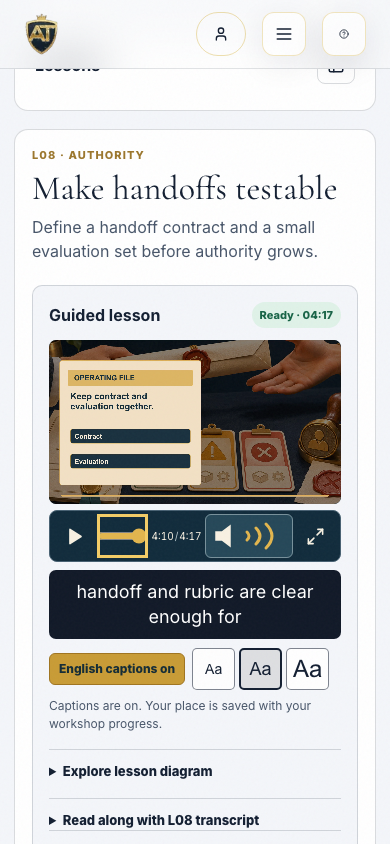 AT
Lessons
L08 · AUTHORITY
Make handoffs testable
Define a handoff contract and a small
evaluation set before authority grows.
Guided lesson
Ready · 04:17
OPERATING FILE
Keep contract and
evaluation together.
Contract
Evaluation
4:10/4:17
handoff and rubric are clear
enough for
English captions on
Aa
Aa
Aa
Captions are on. Your place is saved with your
workshop progress.
Explore lesson diagram
Read along with L08 transcript